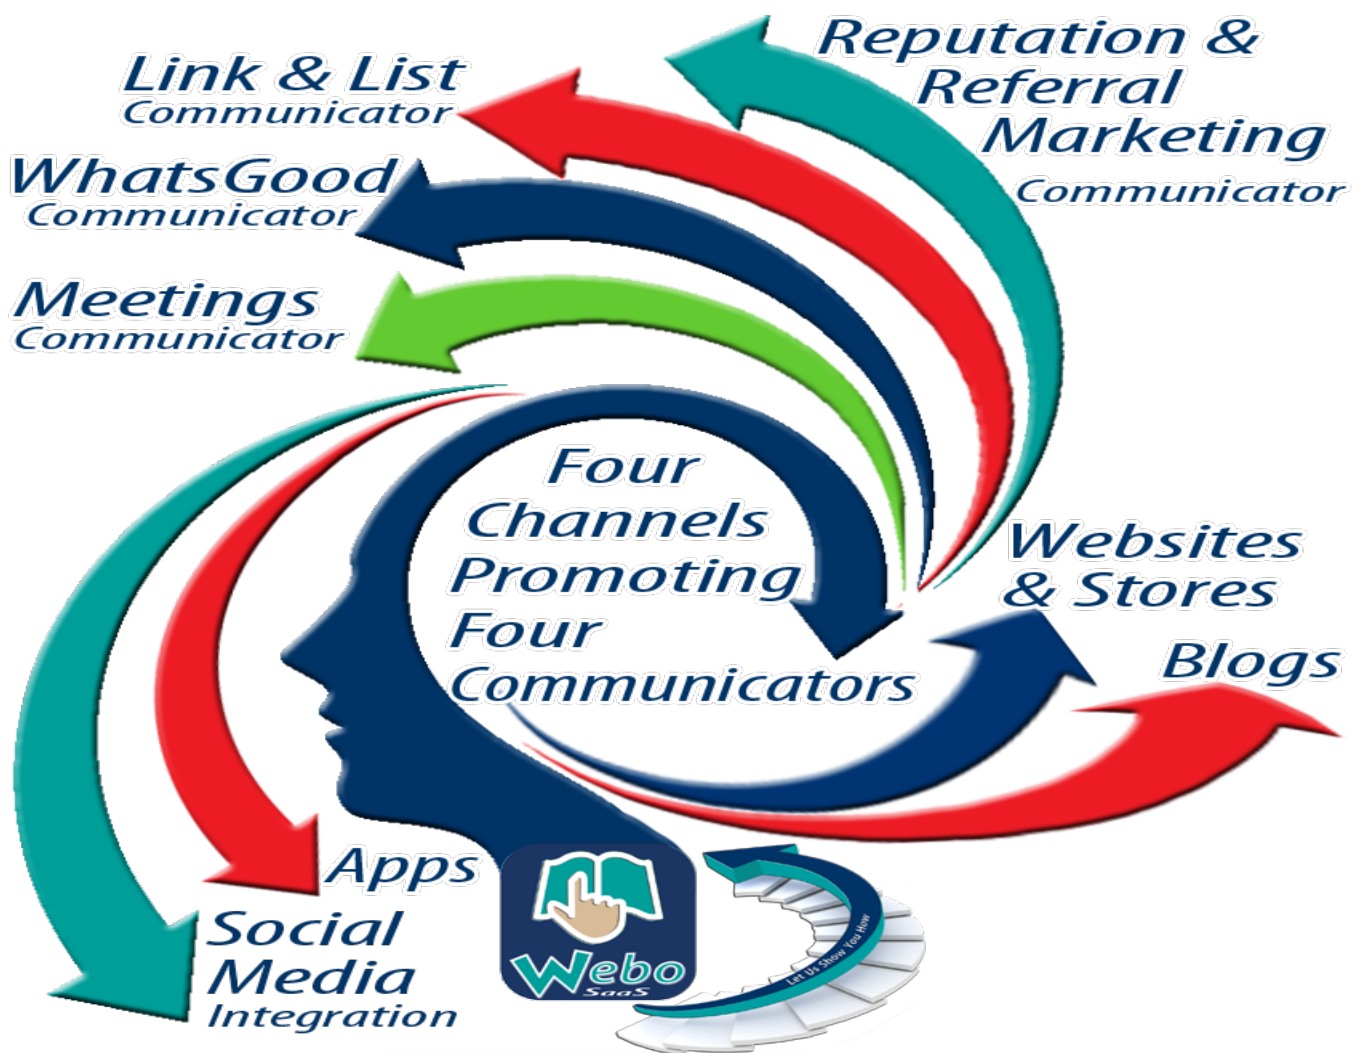 Reputation &
Referral
Marketing
Communicator
Link & List
Communicator
WhatsGood
Communicator
Meetings
Communicator
Four
Channels
Promoting
Four
Communicators
Websites
& Stores
Blogs
Apps
Social
Media
Integration
Webo
SaaS
Let Us Show You How